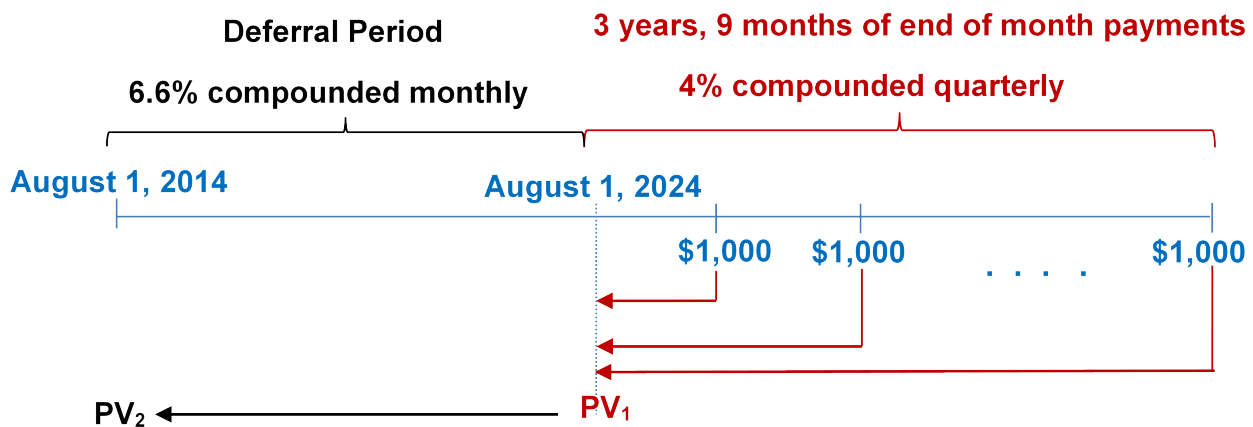 Deferral Period
3 years, 9 months of end of month payments
6.6% compounded monthly
4% compounded quarterly
August 1, 2014
August 1, 2024
$1,000
$1,000
. . . .
$1,000
PV₂
PV₁